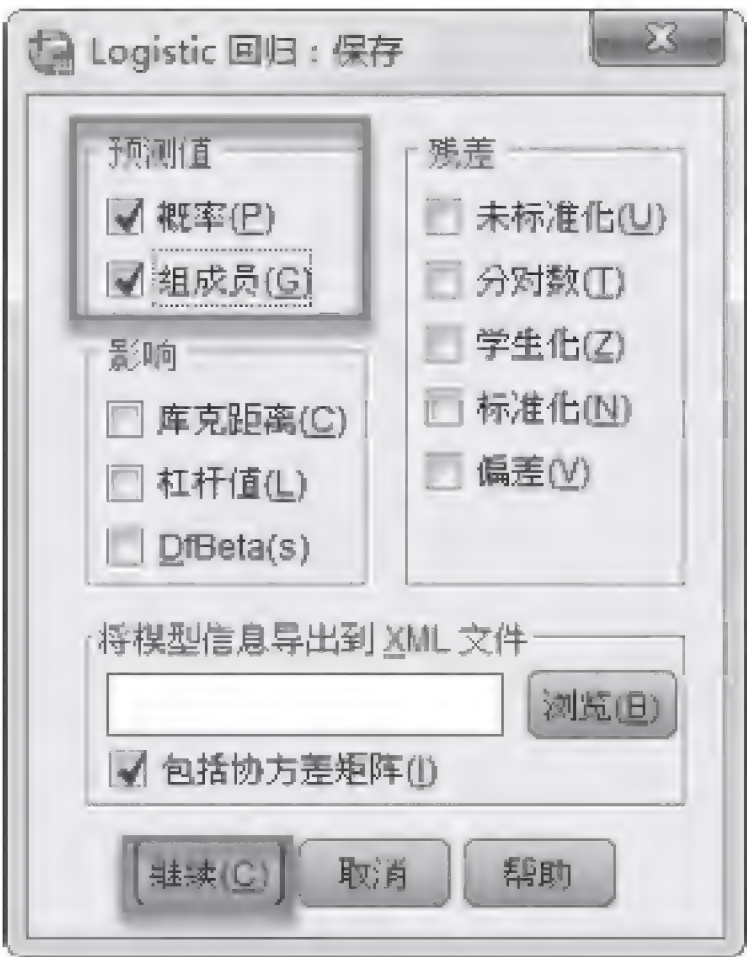 Logistic 回归：保存
预测值
概率(P)
组成员(G)
影响
库克距离(C)
杠杆值(L)
DfBeta(s)
残差
未标准化(U)
分对数(T)
学生化(Z)
标准化(N)
偏差(V)
将模型信息导出到 XML 文件
浏览(B)
包括协方差矩阵(I)
继续(C)
取消
帮助